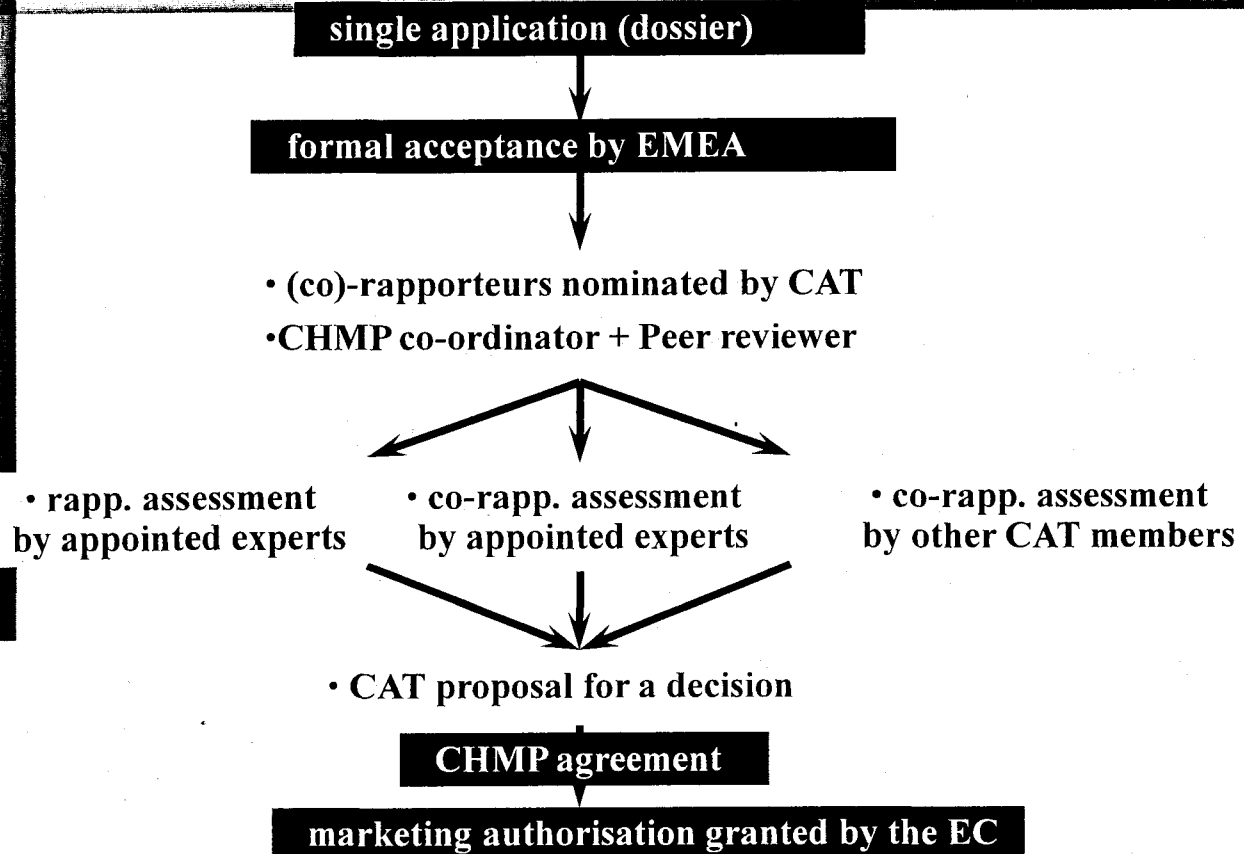 single application (dossier)
formal acceptance by EMEA
• (co)-rapporteurs nominated by CAT
•CHMP co-ordinator + Peer reviewer
• rapp. assessment
by appointed experts
• co-rapp. assessment
by appointed experts
• co-rapp. assessment
by other CAT members
• CAT proposal for a decision
CHMP agreement
marketing authorisation granted by the EC